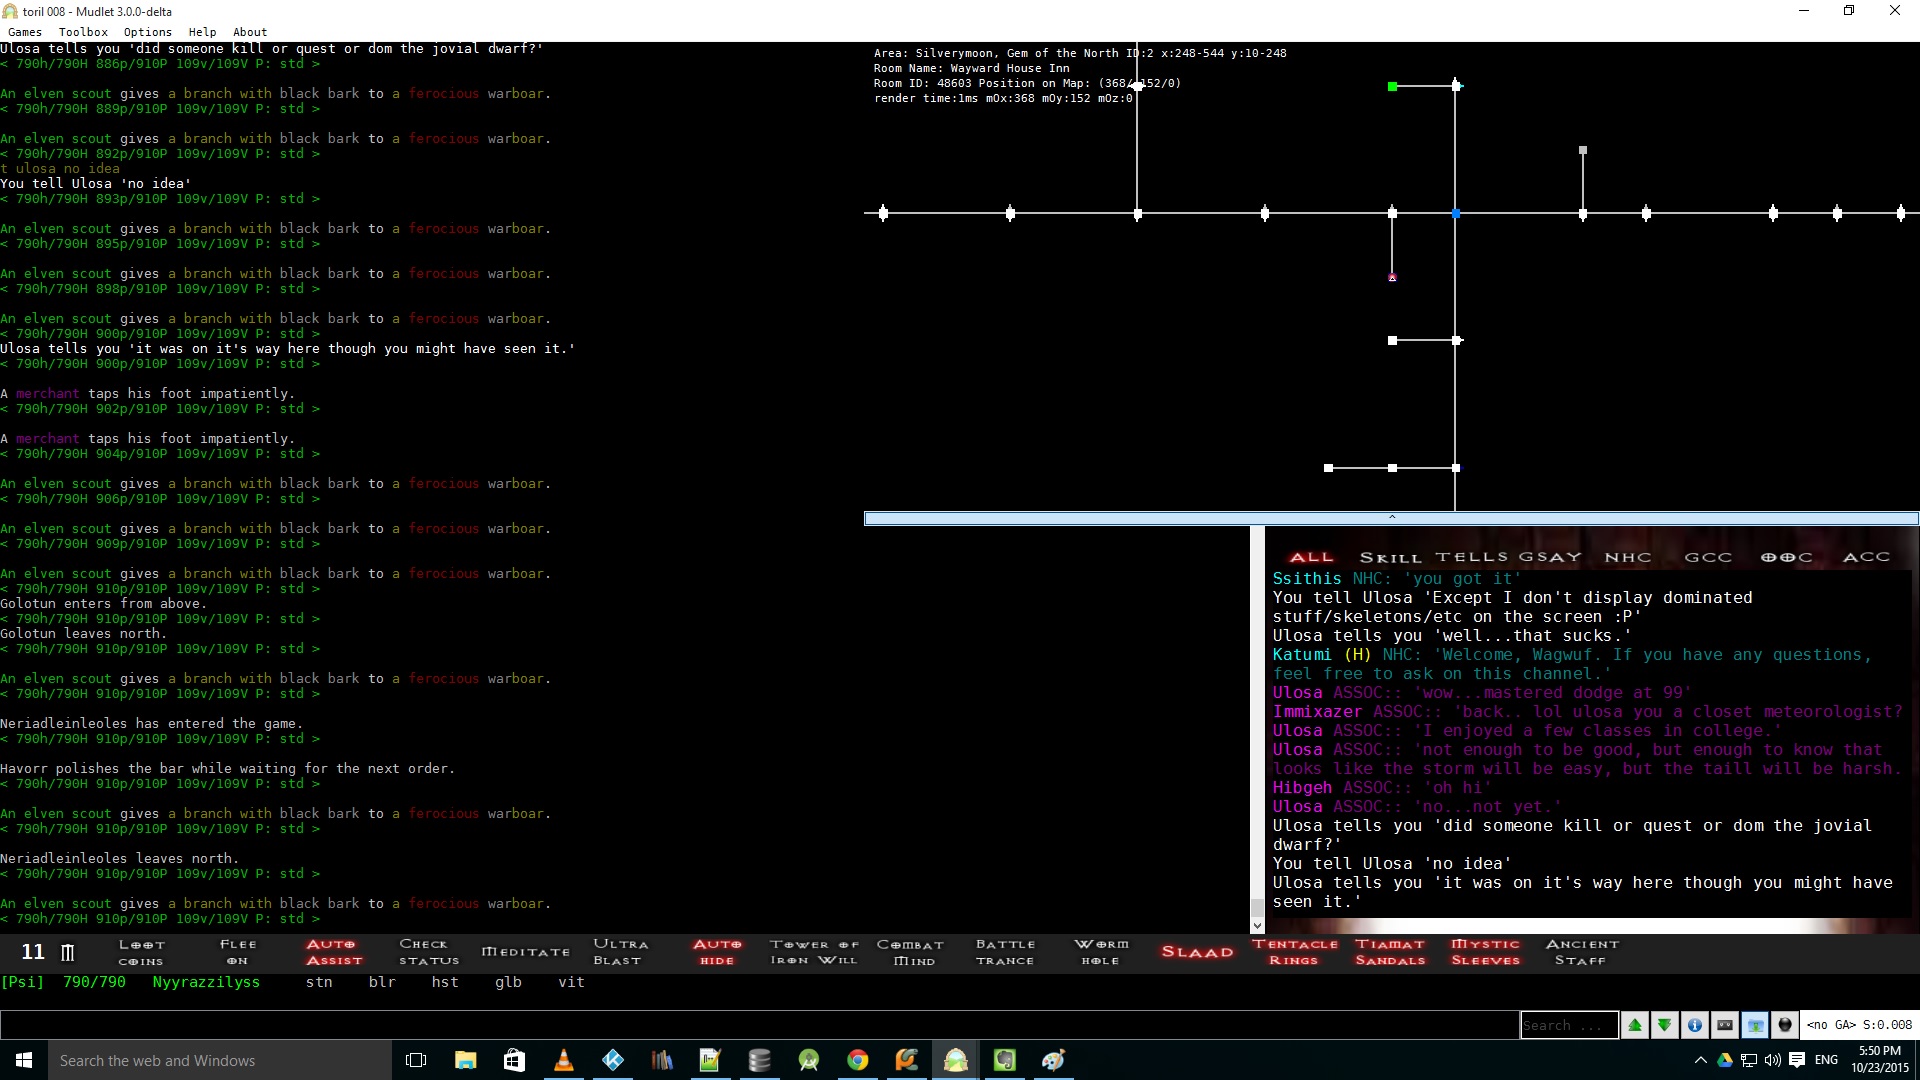 toril 008 - Mudlet 3.0.0-delta
Games Toolbox Options Help About
Ulosa tells you 'did someone kill or quest or dom the jovial dwarf?'
< 790h/790H 886p/910P 109v/109V P: std >
An elven scout gives a branch with black bark to a ferocious warboar.
< 790h/790H 889p/910P 109v/109V P: std >
An elven scout gives a branch with black bark to a ferocious warboar.
< 790h/790H 892p/910P 109v/109V P: std >
t ulosa no idea
You tell Ulosa 'no idea'
< 790h/790H 893p/910P 109v/109V P: std >
An elven scout gives a branch with black bark to a ferocious warboar.
< 790h/790H 895p/910P 109v/109V P: std >
An elven scout gives a branch with black bark to a ferocious warboar.
< 790h/790H 898p/910P 109v/109V P: std >
An elven scout gives a branch with black bark to a ferocious warboar.
< 790h/790H 900p/910P 109v/109V P: std >
Ulosa tells you 'it was on it's way here though you might have seen it.'
< 790h/790H 900p/910P 109v/109V P: std >
A merchant taps his foot impatiently.
< 790h/790H 902p/910P 109v/109V P: std >
A merchant taps his foot impatiently.
< 790h/790H 904p/910P 109v/109V P: std >
An elven scout gives a branch with black bark to a ferocious warboar.
< 790h/790H 906p/910P 109v/109V P: std >
An elven scout gives a branch with black bark to a ferocious warboar.
< 790h/790H 909p/910P 109v/109V P: std >
An elven scout gives a branch with black bark to a ferocious warboar.
< 790h/790H 910p/910P 109v/109V P: std >
Golotun enters from above.
< 790h/790H 910p/910P 109v/109V P: std >
Golotun leaves north.
< 790h/790H 910p/910P 109v/109V P: std >
An elven scout gives a branch with black bark to a ferocious warboar.
< 790h/790H 910p/910P 109v/109V P: std >
Neriadleinleoles has entered the game.
< 790h/790H 910p/910P 109v/109V P: std >
Havorr polishes the bar while waiting for the next order.
< 790h/790H 910p/910P 109v/109V P: std >
An elven scout gives a branch with black bark to a ferocious warboar.
< 790h/790H 910p/910P 109v/109V P: std >
Neriadleinleoles leaves north.
< 790h/790H 910p/910P 109v/109V P: std >
An elven scout gives a branch with black bark to a ferocious warboar.
< 790h/790H 910p/910P 109v/109V P: std >
Area: Silverymoon, Gem of the North ID:2 x:248-544 y:10-248
Room Name: Wayward House Inn
Room ID: 48603 Position on Map: (368/152/0)
render time:1ms mOx:368 mOy:152 mOz:0
ALL SKILL TELLS GSAY NHC GCC OOC ACC
Ssithis NHC: 'you got it'
You tell Ulosa 'Except I don't display dominated
stuff/skeletons/etc on the screen :P'
Ulosa tells you 'well...that sucks.'
Katumi (H) NHC: 'Welcome, Wagwuf. If you have any questions,
feel free to ask on this channel.'
Ulosa ASSOC:: 'wow...mastered dodge at 99'
Immixazer ASSOC:: 'back.. lol ulosa you a closet meteorologist?
Ulosa ASSOC:: 'I enjoyed a few classes in college.'
Ulosa ASSOC:: 'not enough to be good, but enough to know that
looks like the storm will be easy, but the taill will be harsh.
Hibgeh ASSOC:: 'oh hi'
Ulosa ASSOC:: 'no...not yet.'
Ulosa tells you 'did someone kill or quest or dom the jovial
dwarf?'
You tell Ulosa 'no idea'
Ulosa tells you 'it was on it's way here though you might have
seen it.'
11
LOOT COINS
FLEE ON
AUTO ASSIST
CHECK STATUS
MEDITATE
ULTRA BLAST
AUTO HIDE
TOWER OF IRON WILL
COMBAT MIND
BATTLE TRANCE
WORM HOLE
SLAAD
TENTACLE RINGS
TIAMAT SANDALS
MYSTIC SLEEVES
ANCIENT STAFF
[Psi] 790/790 Nyyrazzilyss stn blr hst glb vit
Search ...
<no GA> S:0.008
Search the web and Windows
ENG
5:50 PM
10/23/2015